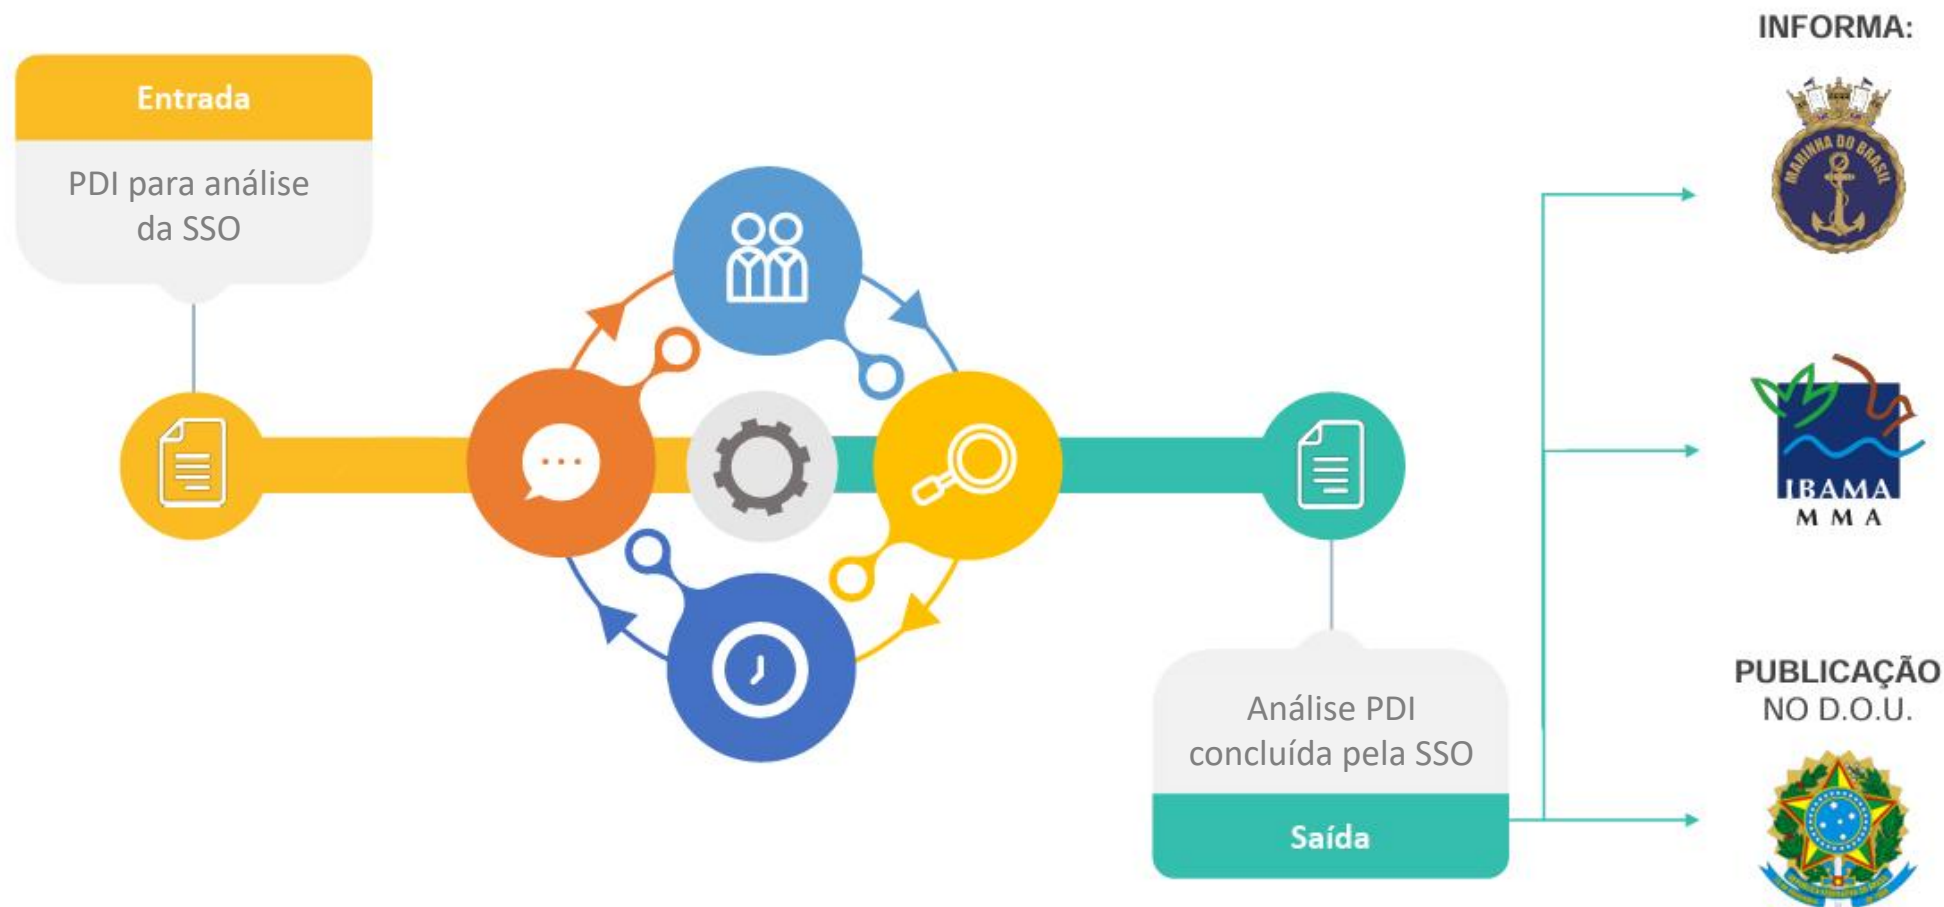 INFORMA:
Entrada
PDI para análise
da SSO
MARINHA DO BRASIL
IBAMA
M M A
PUBLICAÇÃO
NO D.O.U.
Análise PDI
concluída pela SSO
Saída